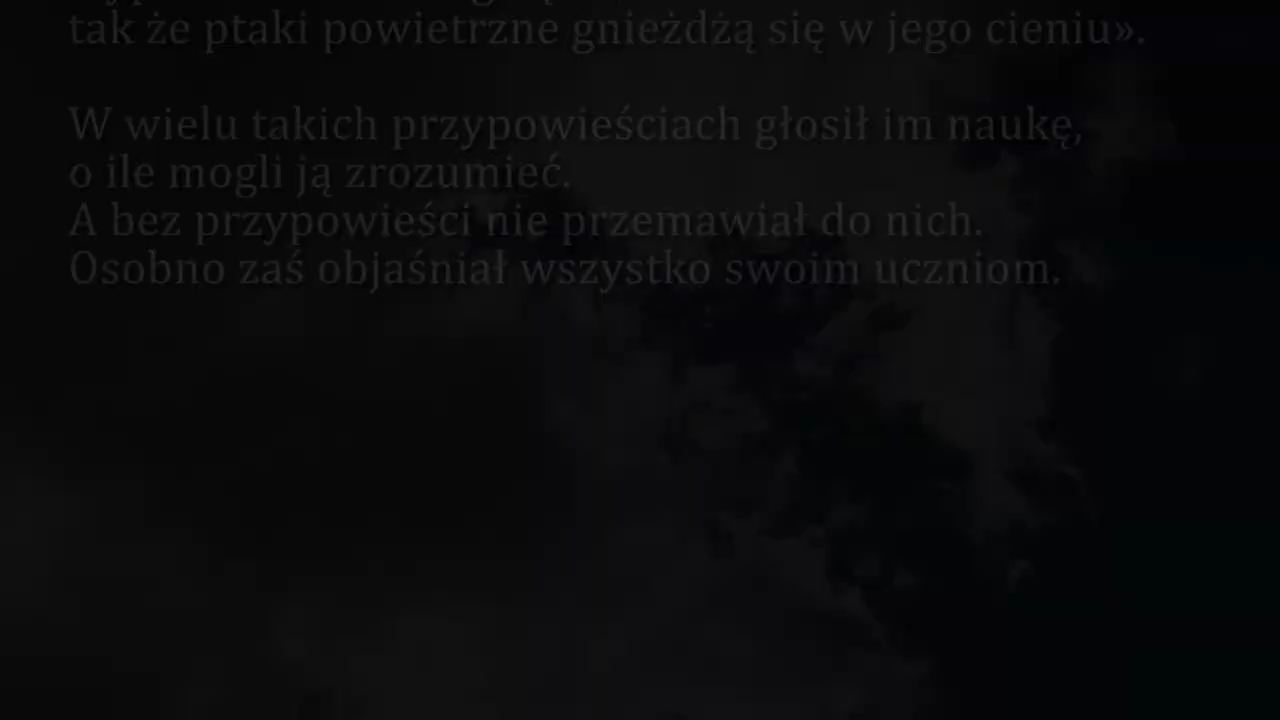 tak że ptaki powietrzne gnieżdżą się w jego cieniu».
W wielu takich przypowieściach głosił im naukę,
o ile mogli ją zrozumieć.
A bez przypowieści nie przemawiał do nich.
Osobno zaś objaśniał wszystko swoim uczniom.